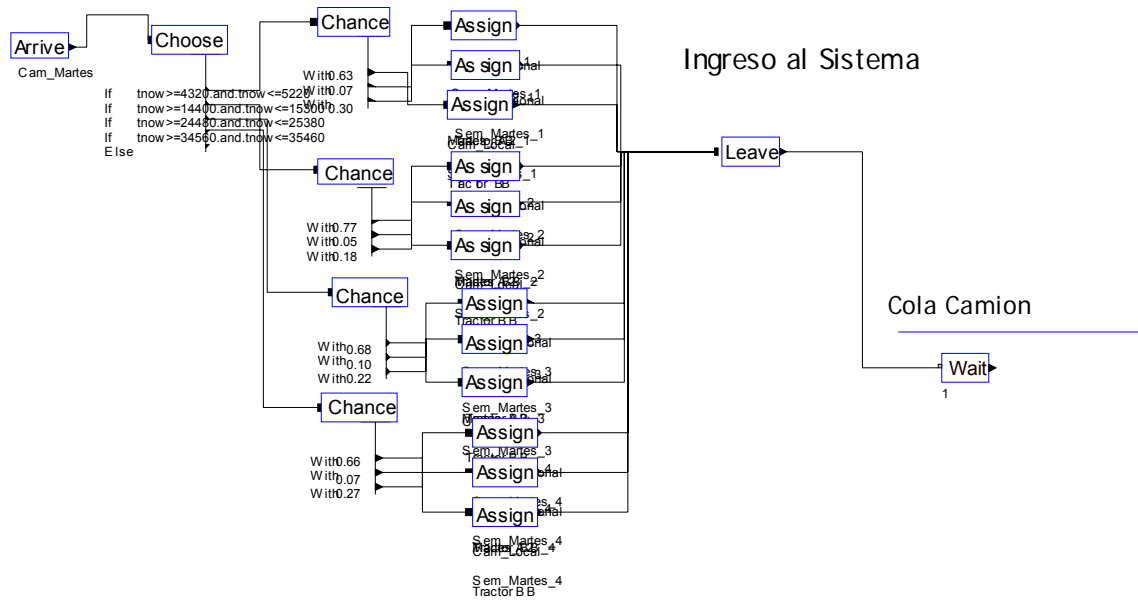 Arrive
Cam_Martes
Choose
If tnow>=4320.and.tnow<=5220
If tnow>=14400.and.tnow<=15300
If tnow>=24480.and.tnow<=25380
If tnow>=34560.and.tnow<=35460
Else
Chance
With 0.63
With 0.07
With 0.30
Chance
With 0.77
With 0.05
With 0.18
Chance
With 0.68
With 0.10
With 0.22
Chance
With 0.66
With 0.07
With 0.27
Assign
Assign
Assign
Sem_Martes_1
Assign
Assign
Assign
Sem_Martes_2
Tractor BB
Assign
Assign
Assign
Sem_Martes_3
Sem_Martes_3
Assign
Assign
Assign
Sem_Martes_4
Cam_Local_
Sem_Martes_4
Tractor BB
Ingreso al Sistema
Leave
Cola Camion
Wait
1